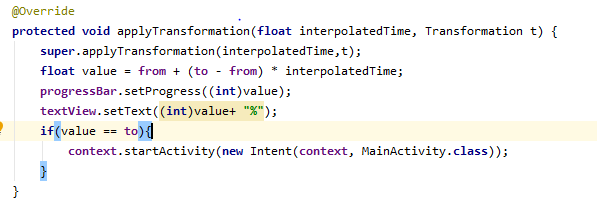 @Override
protected void applyTransformation(float interpolatedTime, Transformation t) {
super.applyTransformation(interpolatedTime,t);
float value = from + (to - from) * interpolatedTime;
progressBar.setProgress((int)value);
textView.setText((int)value+ "%");
if(value == to){
context.startActivity(new Intent(context, MainActivity.class));
}
}